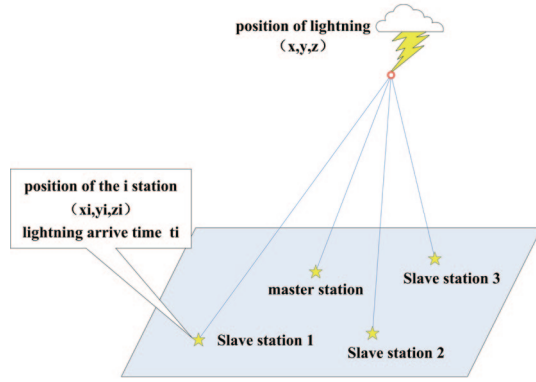 position of lightning
（x,y,z）
position of the i station
（xi,yi,zi）
lightning arrive time ti
master station
Slave station 3
Slave station 1
Slave station 2